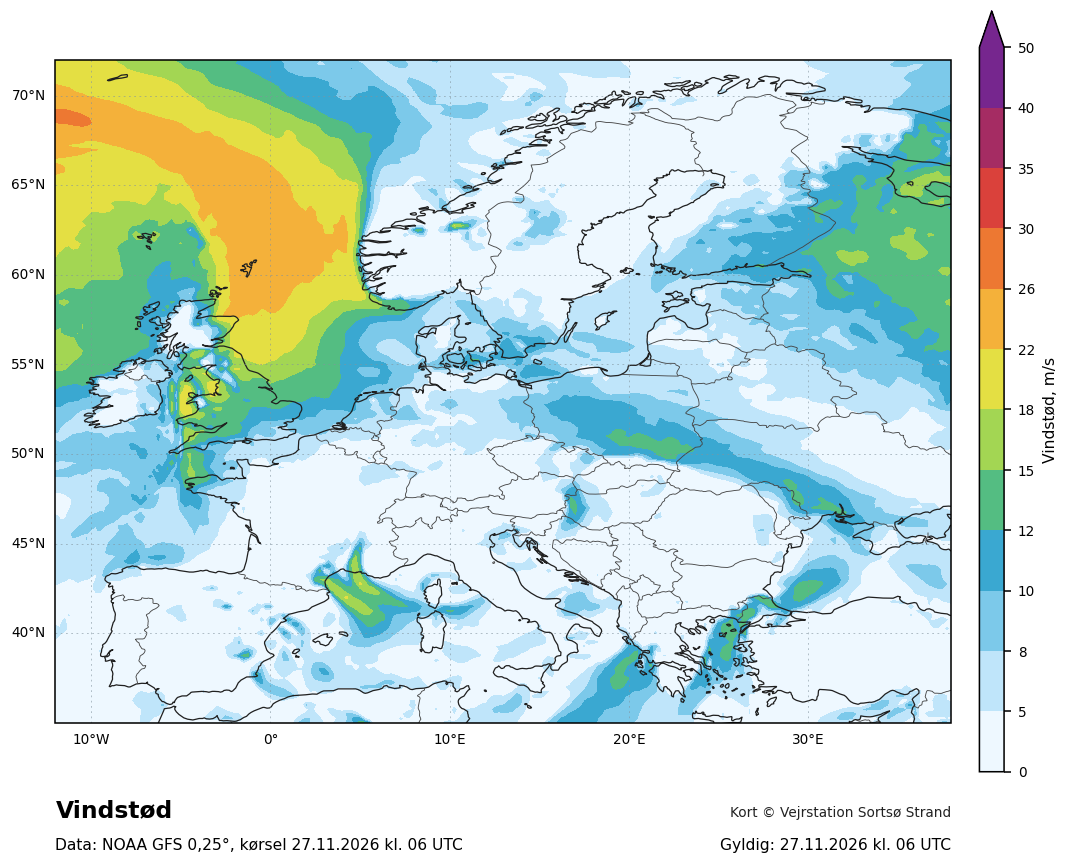 50
40
35
30
26
22
18
15
12
10
8
5
0
Vindstød, m/s
70°N
65°N
60°N
55°N
50°N
45°N
40°N
10°W
0°
10°E
20°E
30°E
Vindstød
Kort © Vejrstation Sortsø Strand
Data: NOAA GFS 0,25°, kørsel 27.11.2026 kl. 06 UTC
Gyldig: 27.11.2026 kl. 06 UTC